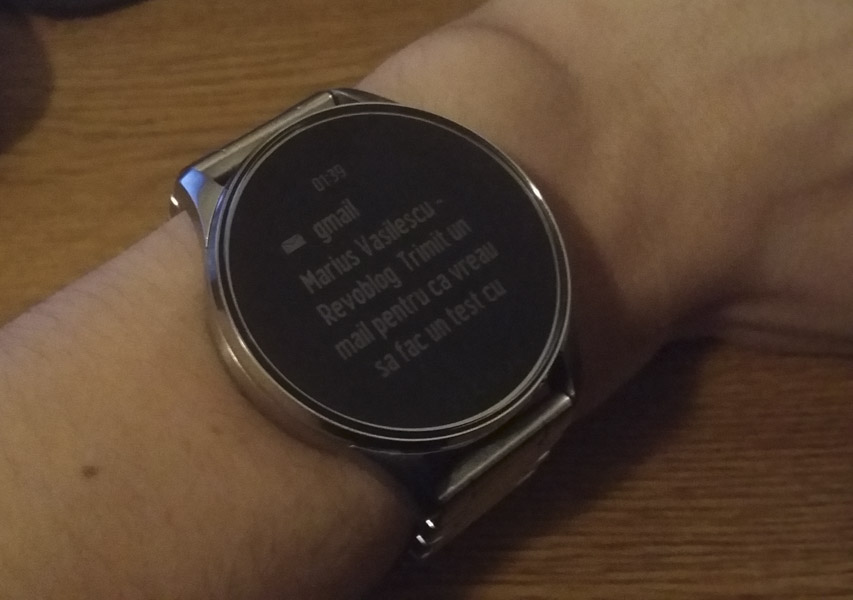 01:39
gmail
Marius Vasilescu -
Revoblog Trimit un
mail pentru ca vreau
sa fac un test cu